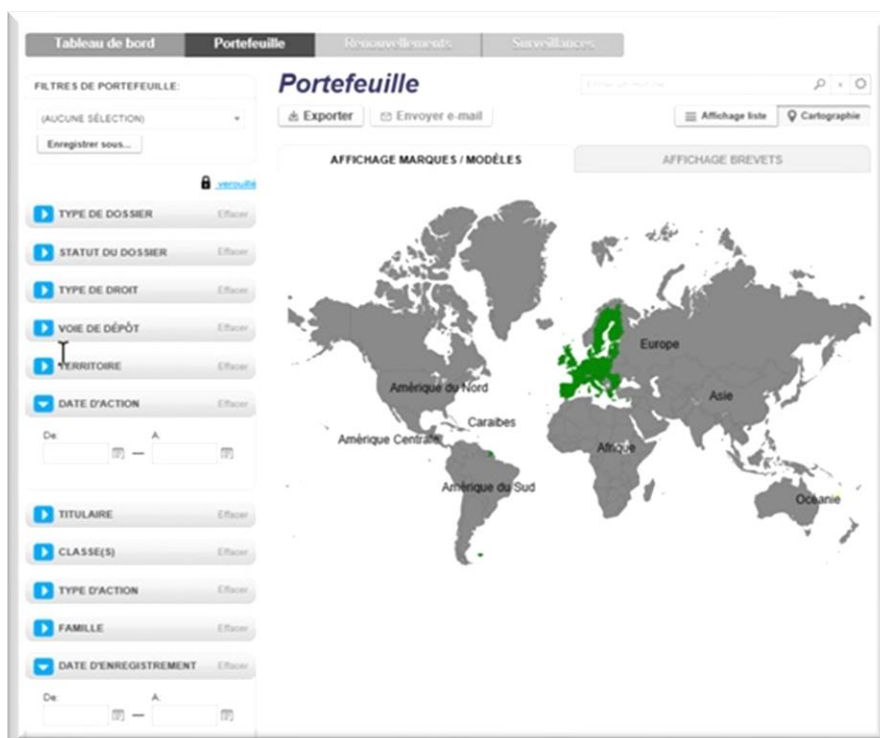 Tableau de bord
Portefeuille
Renouvellements
Surveillances
FILTRES DE PORTEFEUILLE:
(AUCUNE SÉLECTION)
Enregistrer sous...
verouillé
TYPE DE DOSSIER Effacer
STATUT DU DOSSIER Effacer
TYPE DE DROIT Effacer
VOIE DE DÉPÔT Effacer
TERRITOIRE Effacer
DATE D'ACTION Effacer
De: A:
—
TITULAIRE Effacer
CLASSE(S) Effacer
TYPE D'ACTION Effacer
FAMILLE Effacer
DATE D'ENREGISTREMENT Effacer
De: A:
—
Portefeuille
Exporter
Envoyer e-mail
Affichage liste
Cartographie
AFFICHAGE MARQUES / MODÈLES
AFFICHAGE BREVETS
Europe
Amérique du Nord
Asie
Caraïbes
Amérique Centrale
Afrique
Amérique du Sud
Océanie